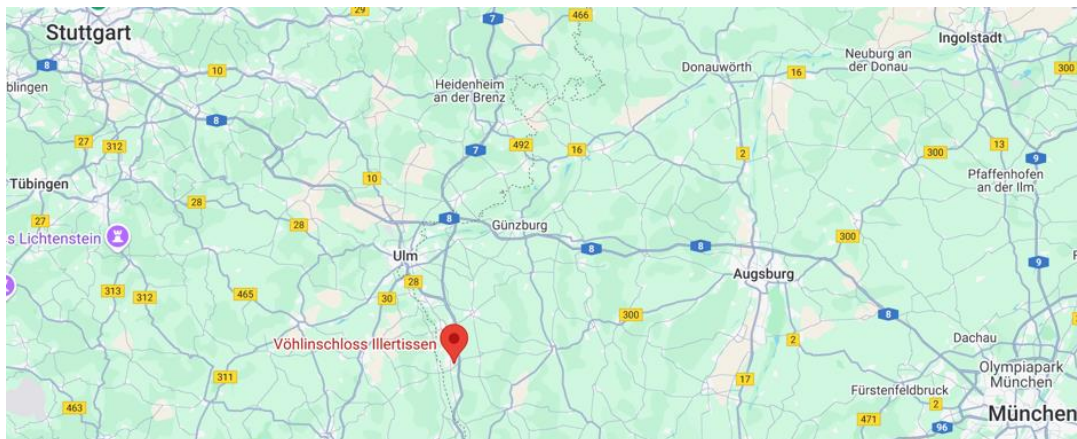 29
466
Stuttgart
7
Ingolstadt
8
Neuburg an
der Donau
Donauwörth
16
300
10
Heidenheim
an der Brenz
blingen
8
27
312
492
16
7
2
300
13
9
Pfaffenhofen
an der Ilm
Tübingen
10
28
27
28
8
Günzburg
s Lichtenstein
8
8
300
Ulm
9
Augsburg
28
313
312
465
30
300
8
Völhlinschloss Illertissen
2
Dachau
Olympiapark
München
311
17
Fürstenfeldbruck
2
463
471
96
München